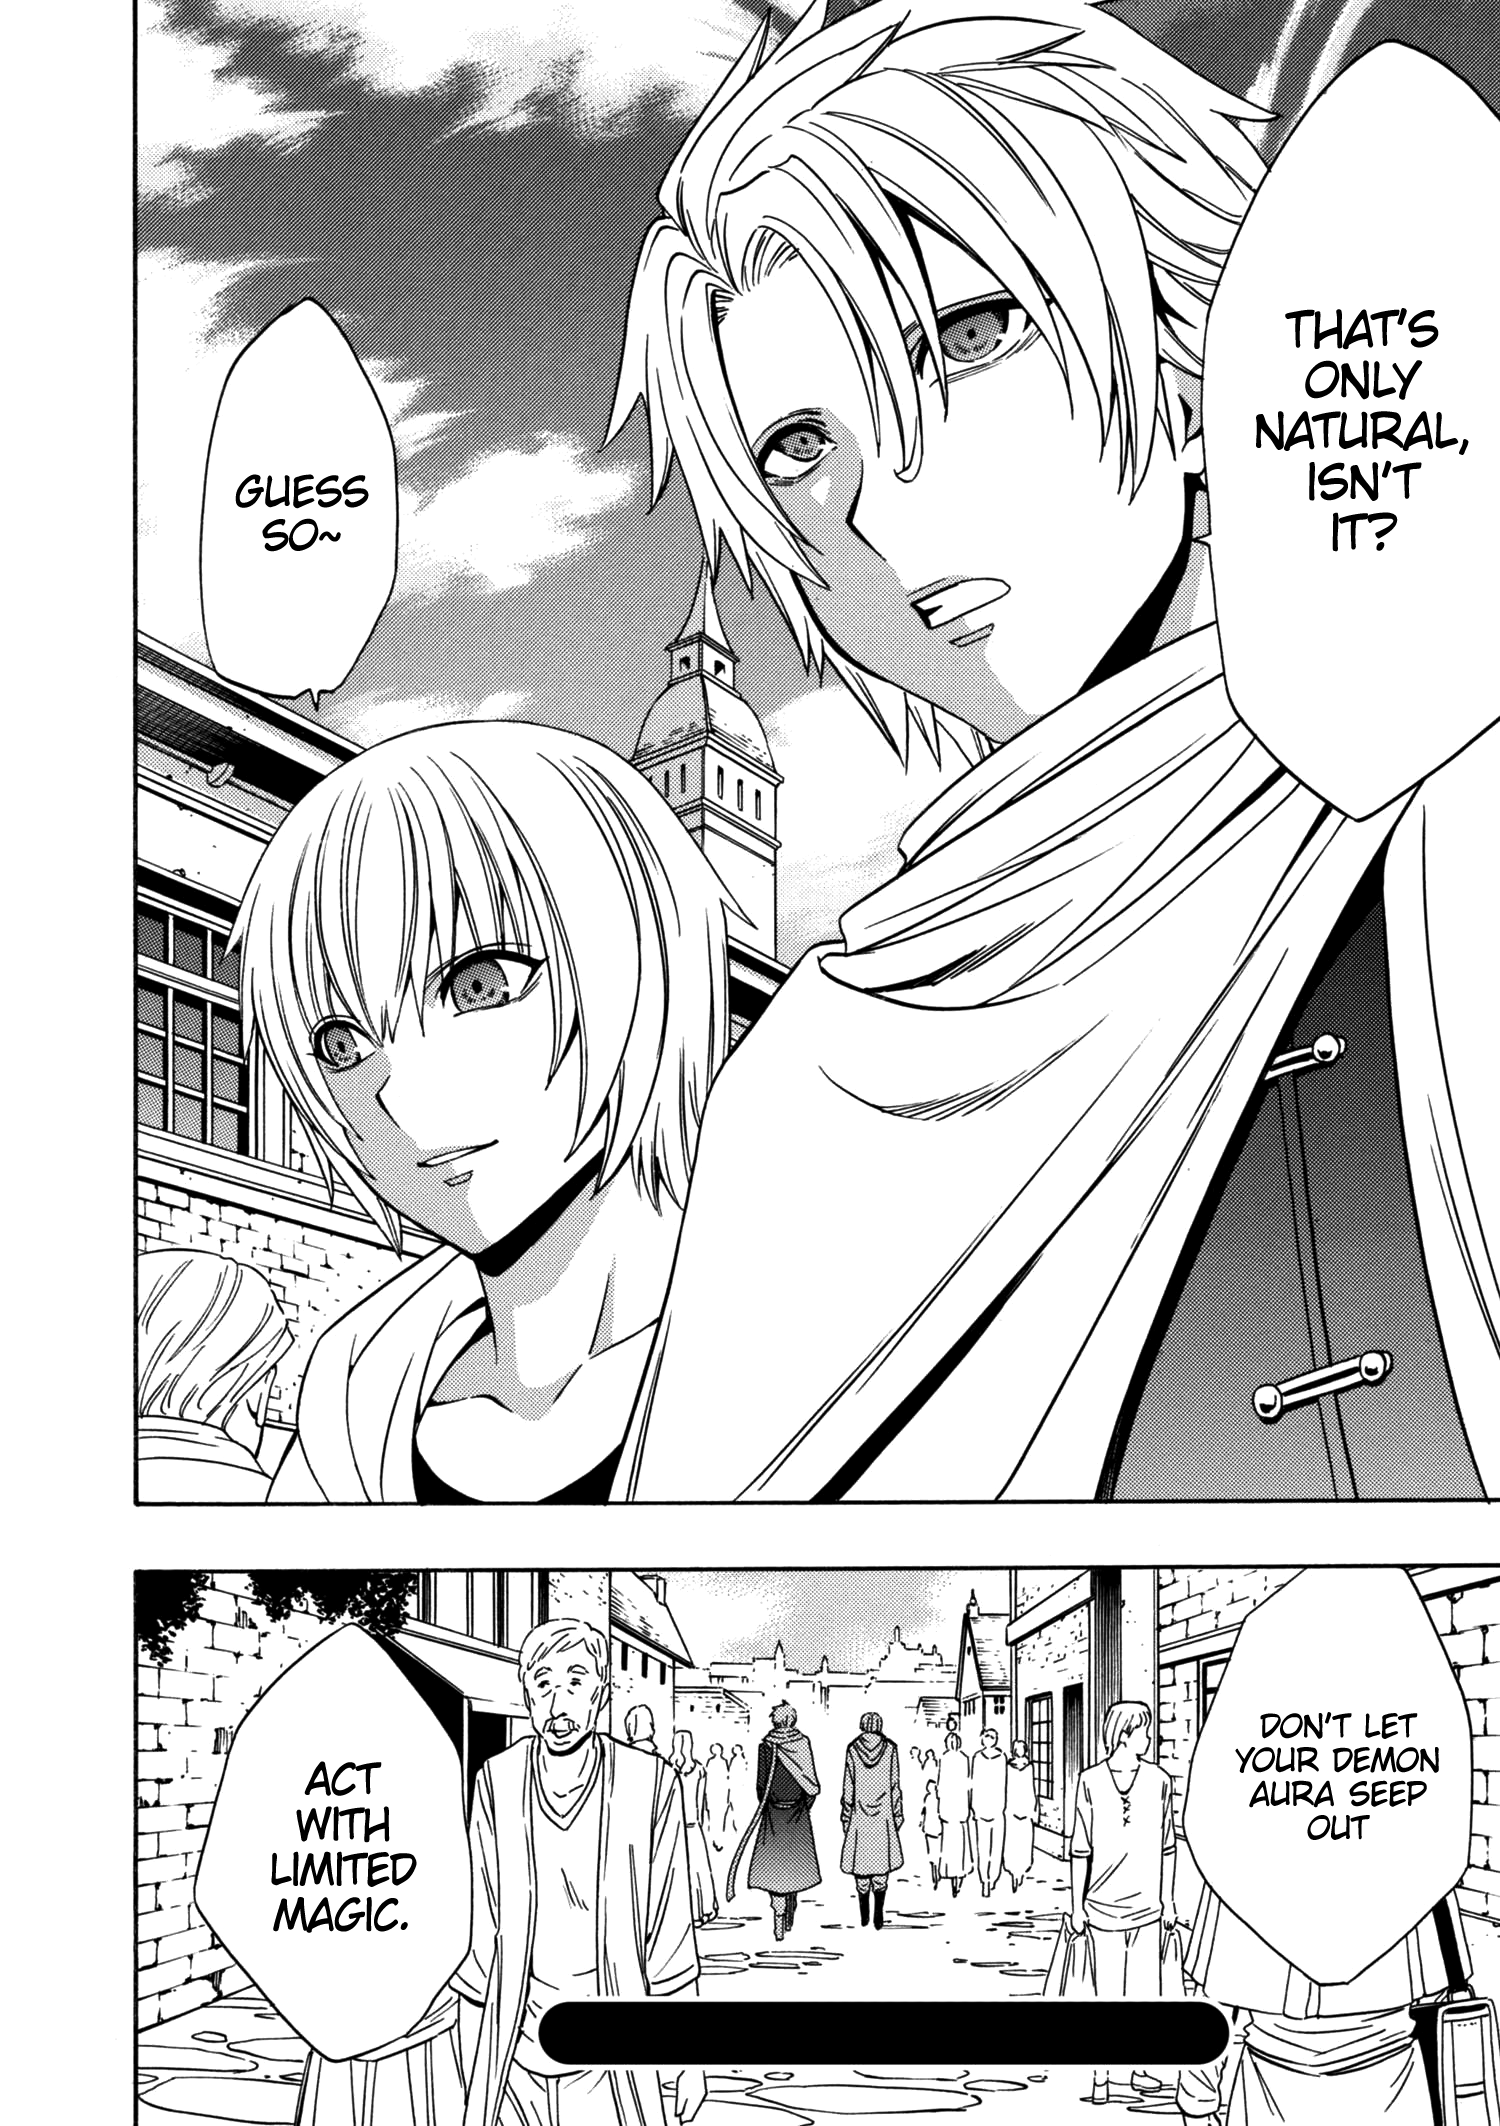 THAT'S
ONLY
NATURAL,
ISN'T
IT?
GUESS
SO~
DON'T LET
YOUR DEMON
AURA SEEP
OUT
ACT
WITH
LIMITED
MAGIC.